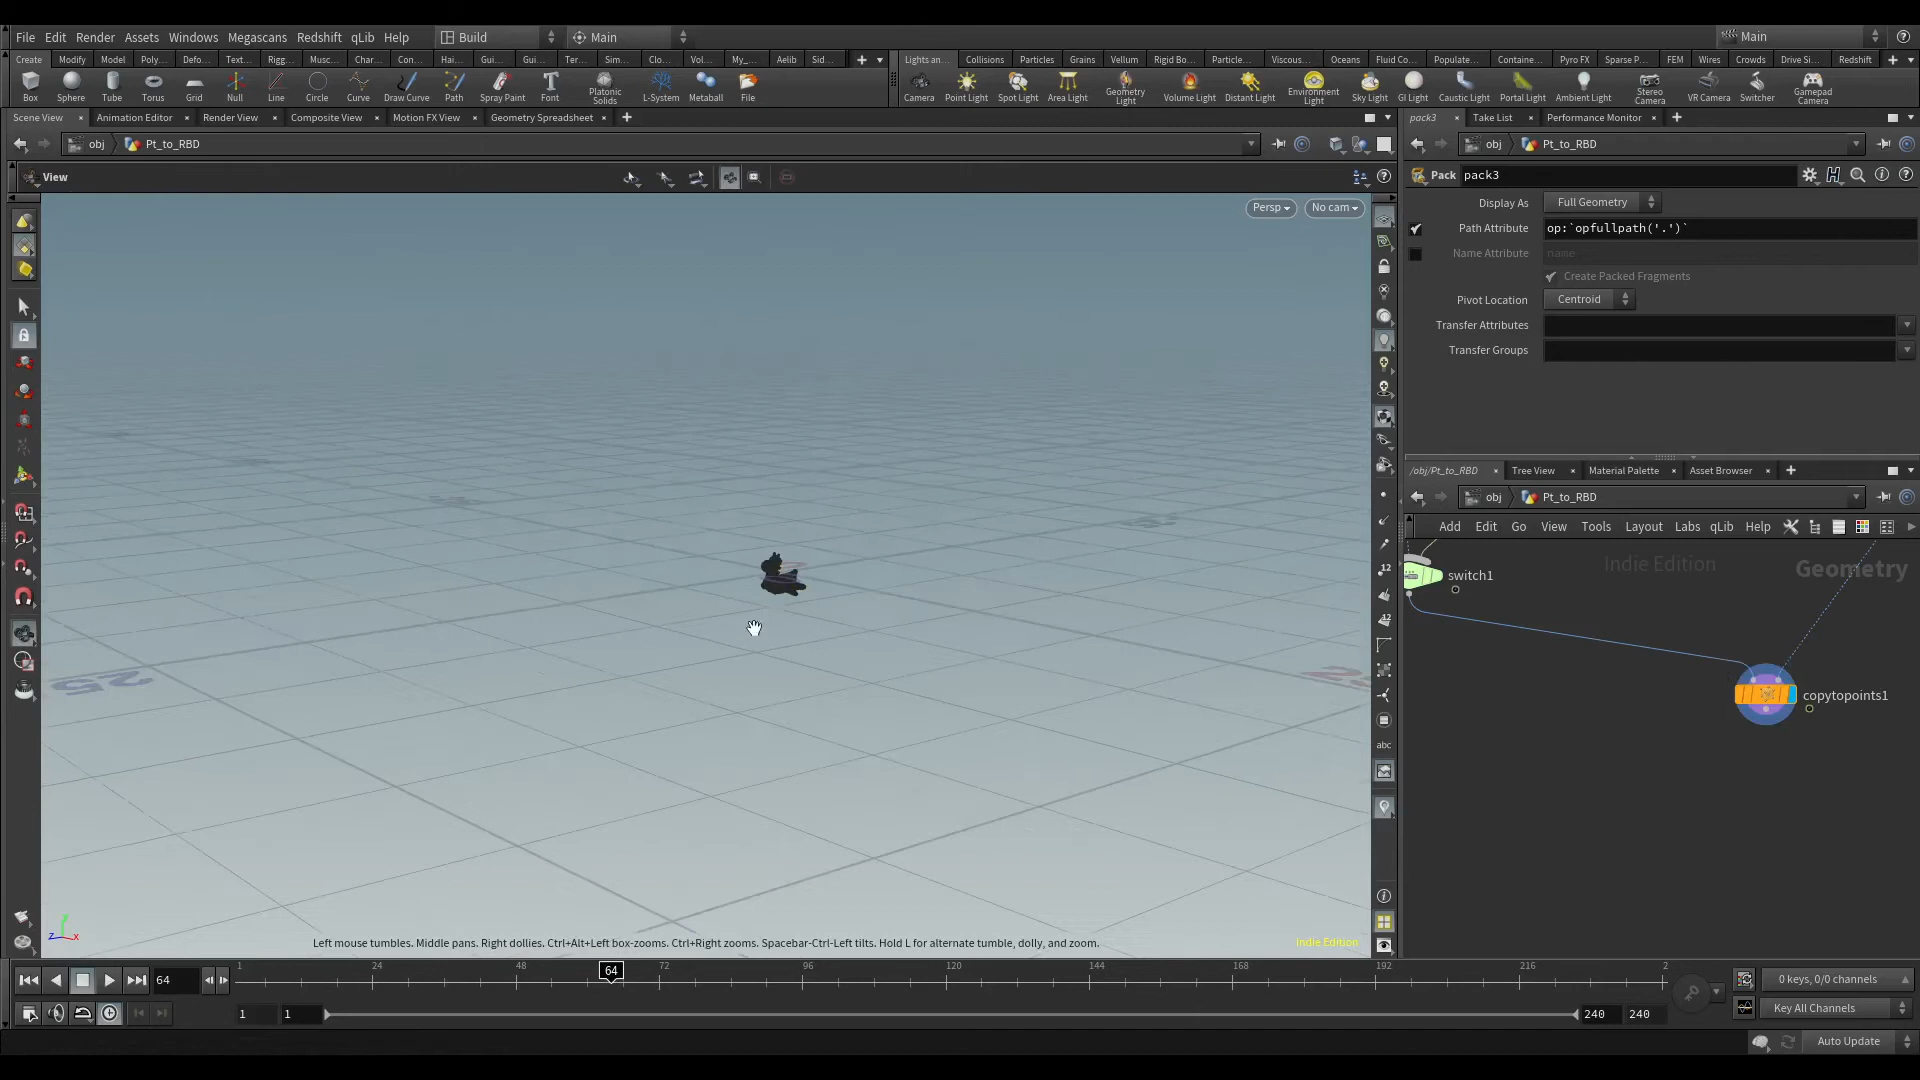 File Edit Render Assets Windows Megascans Redshift qLib Help Build Main Main
Create Modify Model Poly... Defo... Text... Rigg... Musc... Char... Con... Hai... Gui... Gui... Ter... Sim... Clo... Vol... My_... Aelib Sid... Lights an... Collisions Particles Grains Vellum Rigid Bo... Particle... Viscous... Oceans Fluid Co... Populate... Containe... Pyro FX Sparse P... FEM Wires Crowds Drive Si... Redshift
Box Sphere Tube Torus Grid Null Line Circle Curve Draw Curve Path Spray Paint Font Platonic Solids L-System Metaball File Camera Point Light Spot Light Area Light Geometry Light Volume Light Distant Light Environment Light Sky Light GI Light Caustic Light Portal Light Ambient Light Stereo Camera VR Camera Switcher Gamepad Camera
Scene View Animation Editor Render View Composite View Motion FX View Geometry Spreadsheet pack3 Take List Performance Monitor
obj Pt_to_RBD obj Pt_to_RBD
View Pack pack3
Persp No cam
Display As Full Geometry
Path Attribute op:`opfullpath('.')`
Name Attribute name
Create Packed Fragments
Pivot Location Centroid
Transfer Attributes
Transfer Groups
/obj/Pt_to_RBD Tree View Material Palette Asset Browser
obj Pt_to_RBD
Add Edit Go View Tools Layout Labs qLib Help
Indie Edition Geometry
switch1
copytopoints1
25
12
12
abc
z x
Left mouse tumbles. Middle pans. Right dollies. Ctrl+Alt+Left box-zooms. Ctrl+Right zooms. Spacebar-Ctrl-Left tilts. Hold L for alternate tumble, dolly, and zoom.
Indie Edition
64 1 24 48 64 72 96 120 144 168 192 216 2 0 keys, 0/0 channels
1 1 240 240 Key All Channels
Auto Update